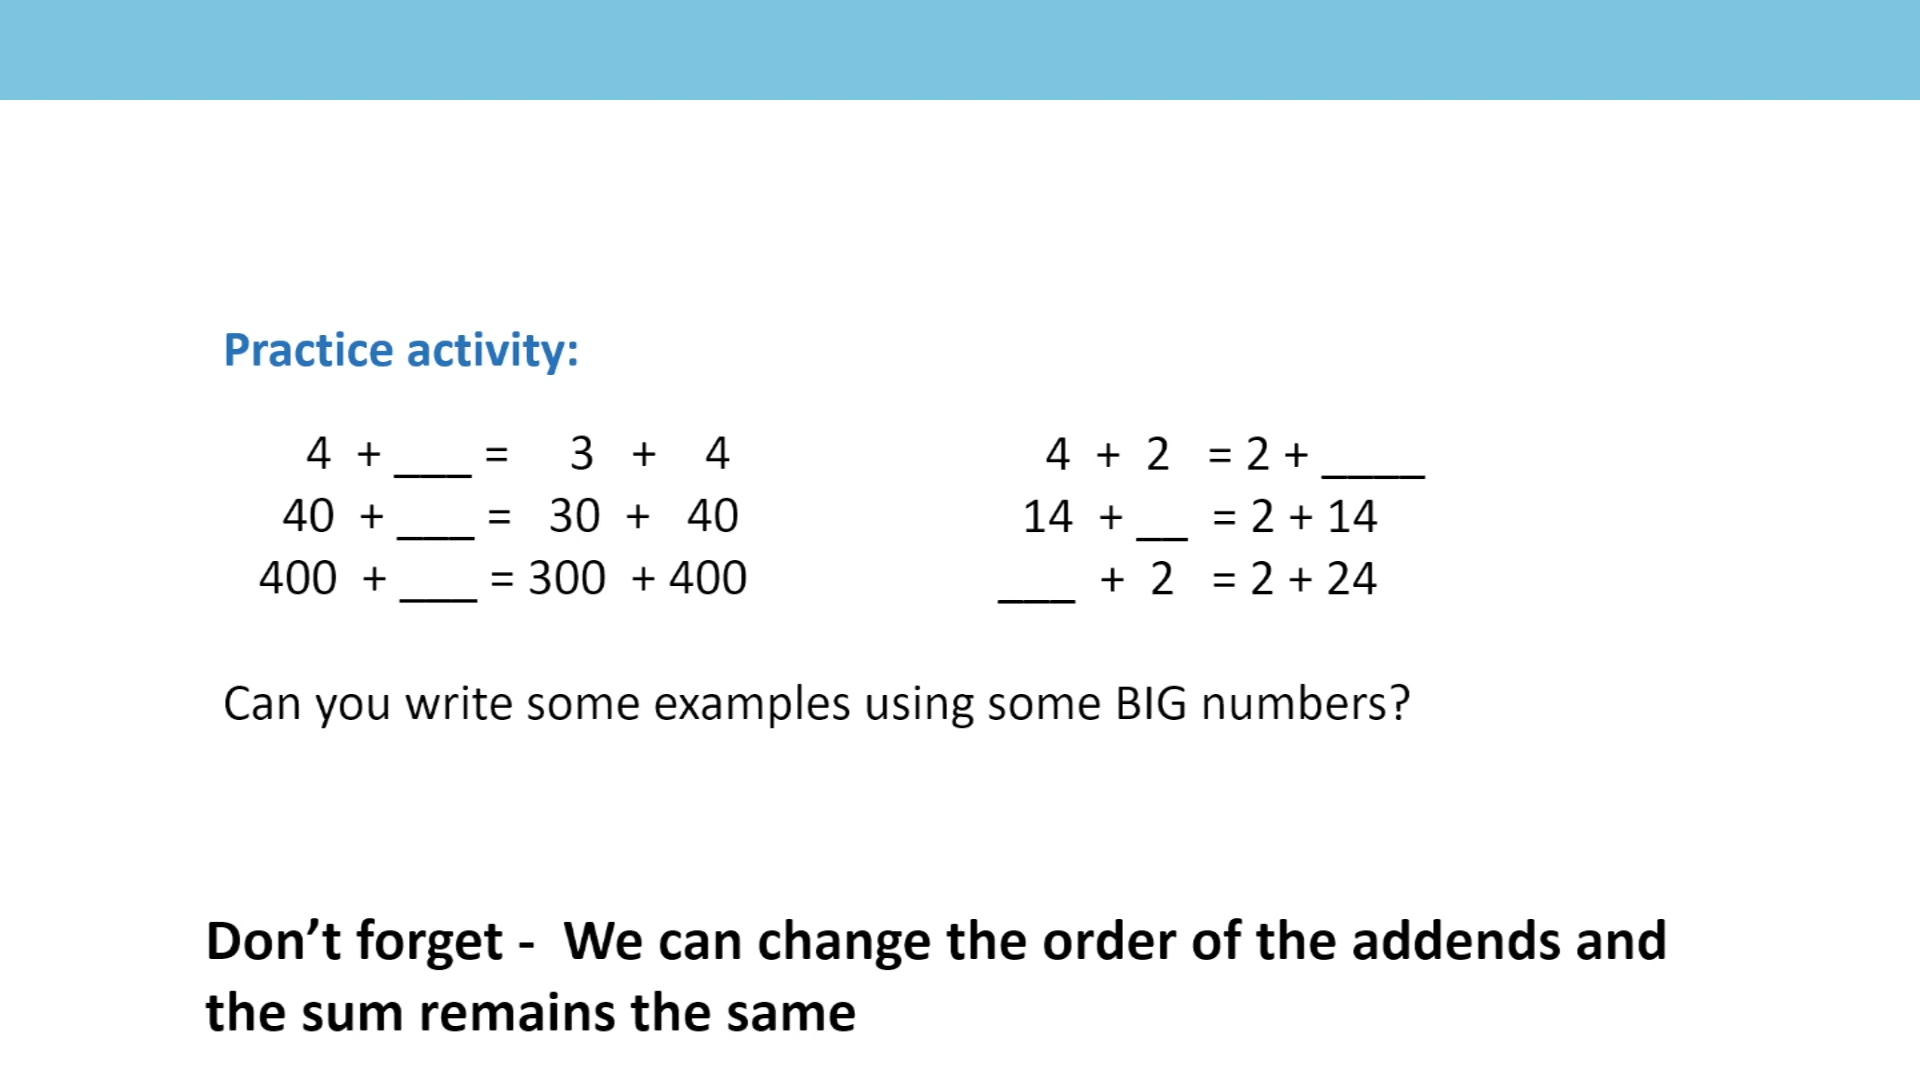 Practice activity:
4 + ___ = 3 + 4
40 + ___ = 30 + 40
400 + ___ = 300 + 400
4 + 2 = 2 + ____
14 + __ = 2 + 14
___ + 2 = 2 + 24
Can you write some examples using some BIG numbers?
Don’t forget - We can change the order of the addends and
the sum remains the same